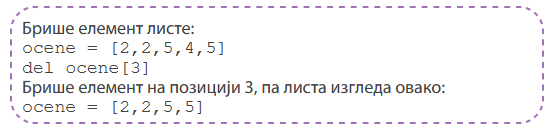 Брише елемент листе:
ocene = [2,2,5,4,5]
del ocene[3]
Брише елемент на позицији 3, па листа изгледа овако:
ocene = [2,2,5,5]